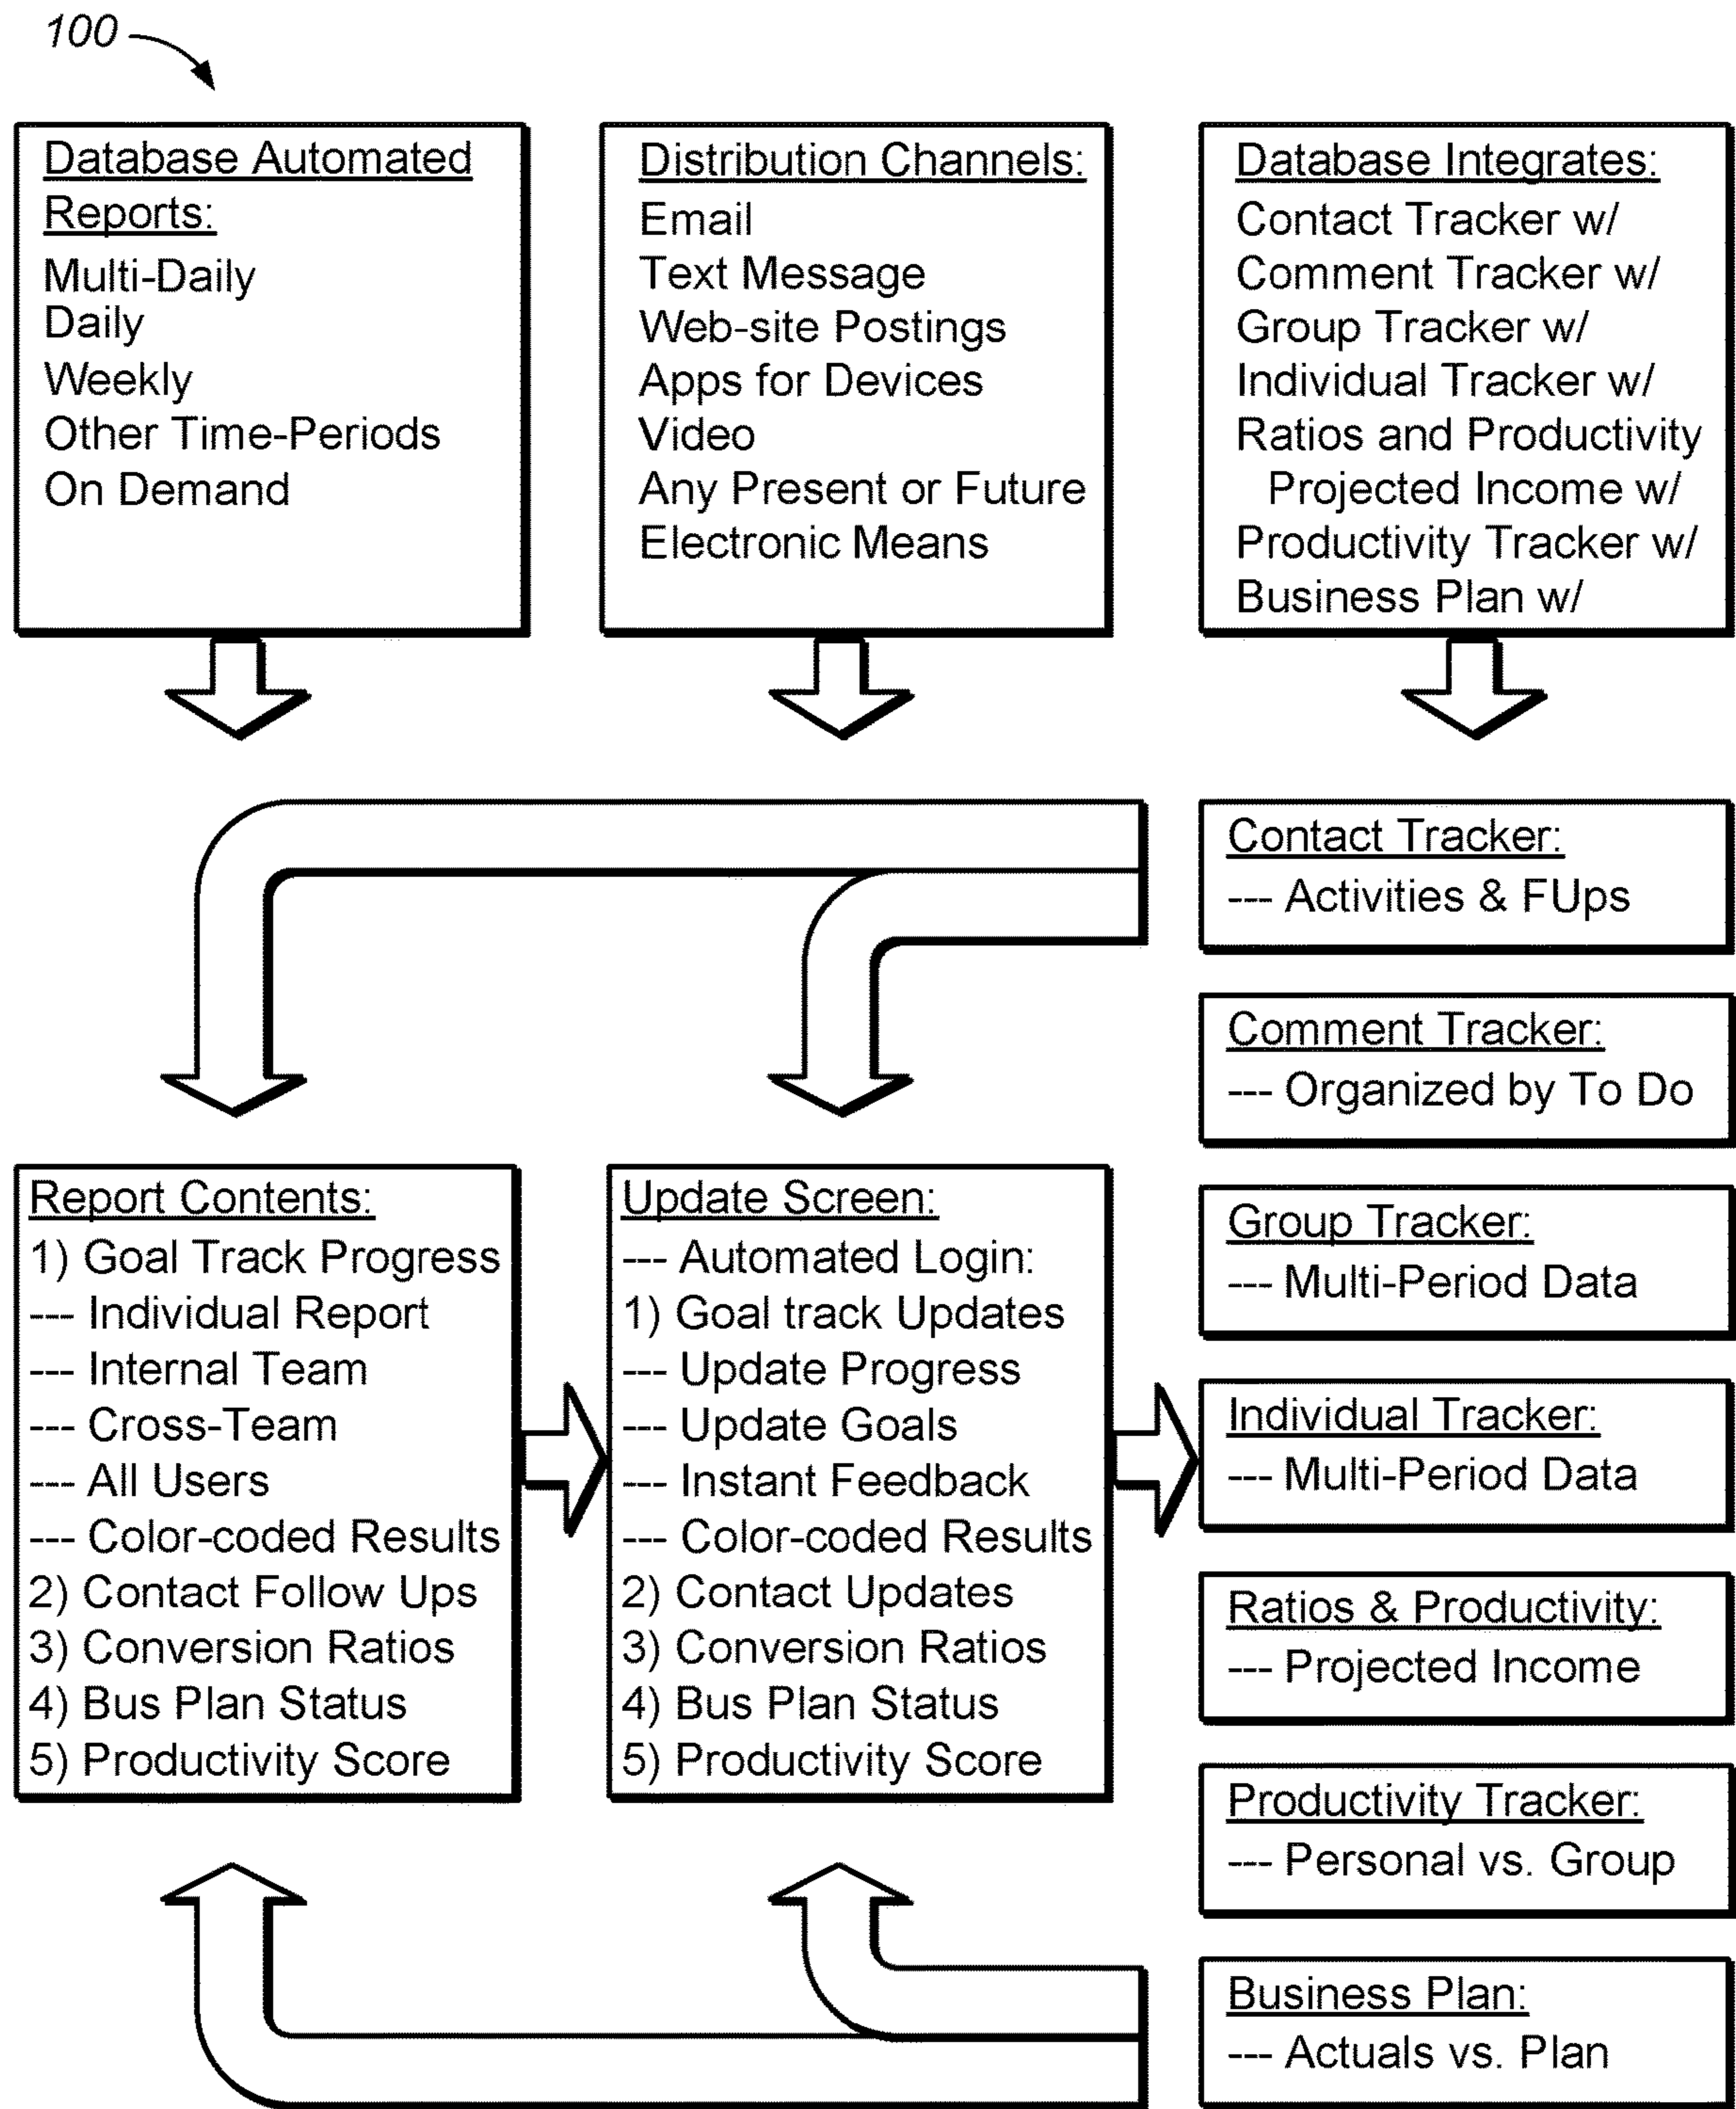 100
Database Automated
Reports:
Multi-Daily
Daily
Weekly
Other Time-Periods
On Demand
Distribution Channels:
Email
Text Message
Web-site Postings
Apps for Devices
Video
Any Present or Future
Electronic Means
Database Integrates:
Contact Tracker w/
Comment Tracker w/
Group Tracker w/
Individual Tracker w/
Ratios and Productivity
Projected Income w/
Productivity Tracker w/
Business Plan w/
Contact Tracker:
--- Activities & FUps
Comment Tracker:
--- Organized by To Do
Group Tracker:
--- Multi-Period Data
Individual Tracker:
--- Multi-Period Data
Ratios & Productivity:
--- Projected Income
Productivity Tracker:
--- Personal vs. Group
Business Plan:
--- Actuals vs. Plan
Report Contents:
1) Goal Track Progress
--- Individual Report
--- Internal Team
--- Cross-Team
--- All Users
--- Color-coded Results
2) Contact Follow Ups
3) Conversion Ratios
4) Bus Plan Status
5) Productivity Score
Update Screen:
--- Automated Login:
1) Goal track Updates
--- Update Progress
--- Update Goals
--- Instant Feedback
--- Color-coded Results
2) Contact Updates
3) Conversion Ratios
4) Bus Plan Status
5) Productivity Score